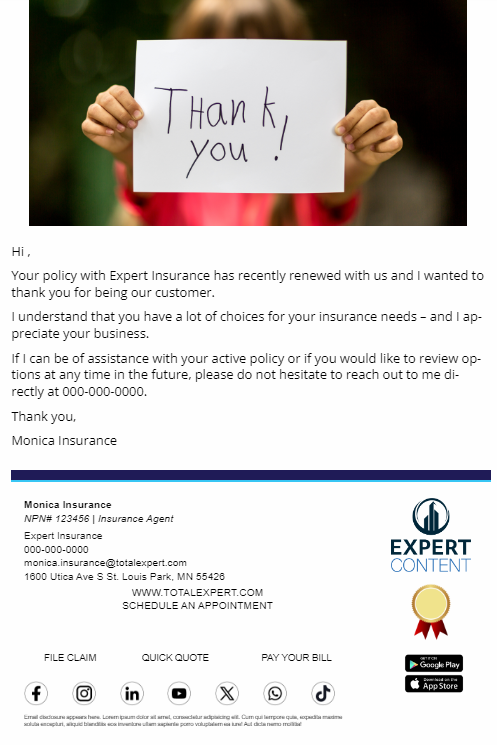 Thank
you !
Hi ,
Your policy with Expert Insurance has recently renewed with us and I wanted to
thank you for being our customer.
I understand that you have a lot of choices for your insurance needs – and I ap-
preciate your business.
If I can be of assistance with your active policy or if you would like to review op-
tions at any time in the future, please do not hesitate to reach out to me di-
rectly at 000-000-0000.
Thank you,
Monica Insurance
Monica Insurance
NPN# 123456 | Insurance Agent
Expert Insurance
000-000-0000
monica.insurance@totalexpert.com
1600 Utica Ave S St. Louis Park, MN 55426
WWW.TOTALEXPERT.COM
SCHEDULE AN APPOINTMENT
EXPERT
CONTENT
FILE CLAIM QUICK QUOTE PAY YOUR BILL
GET IT ON
Google Play
Download on the
App Store
Email disclosure appears here. Lorem ipsum dolor sit amet, consectetur adipisicing elit. Cum qui tempore quis, expedita maxime
soluta excepturi, aliquid blanditiis eos inventore ullam sapiente porro voluptatem ea iure! Aut dicta nemo mollitia!